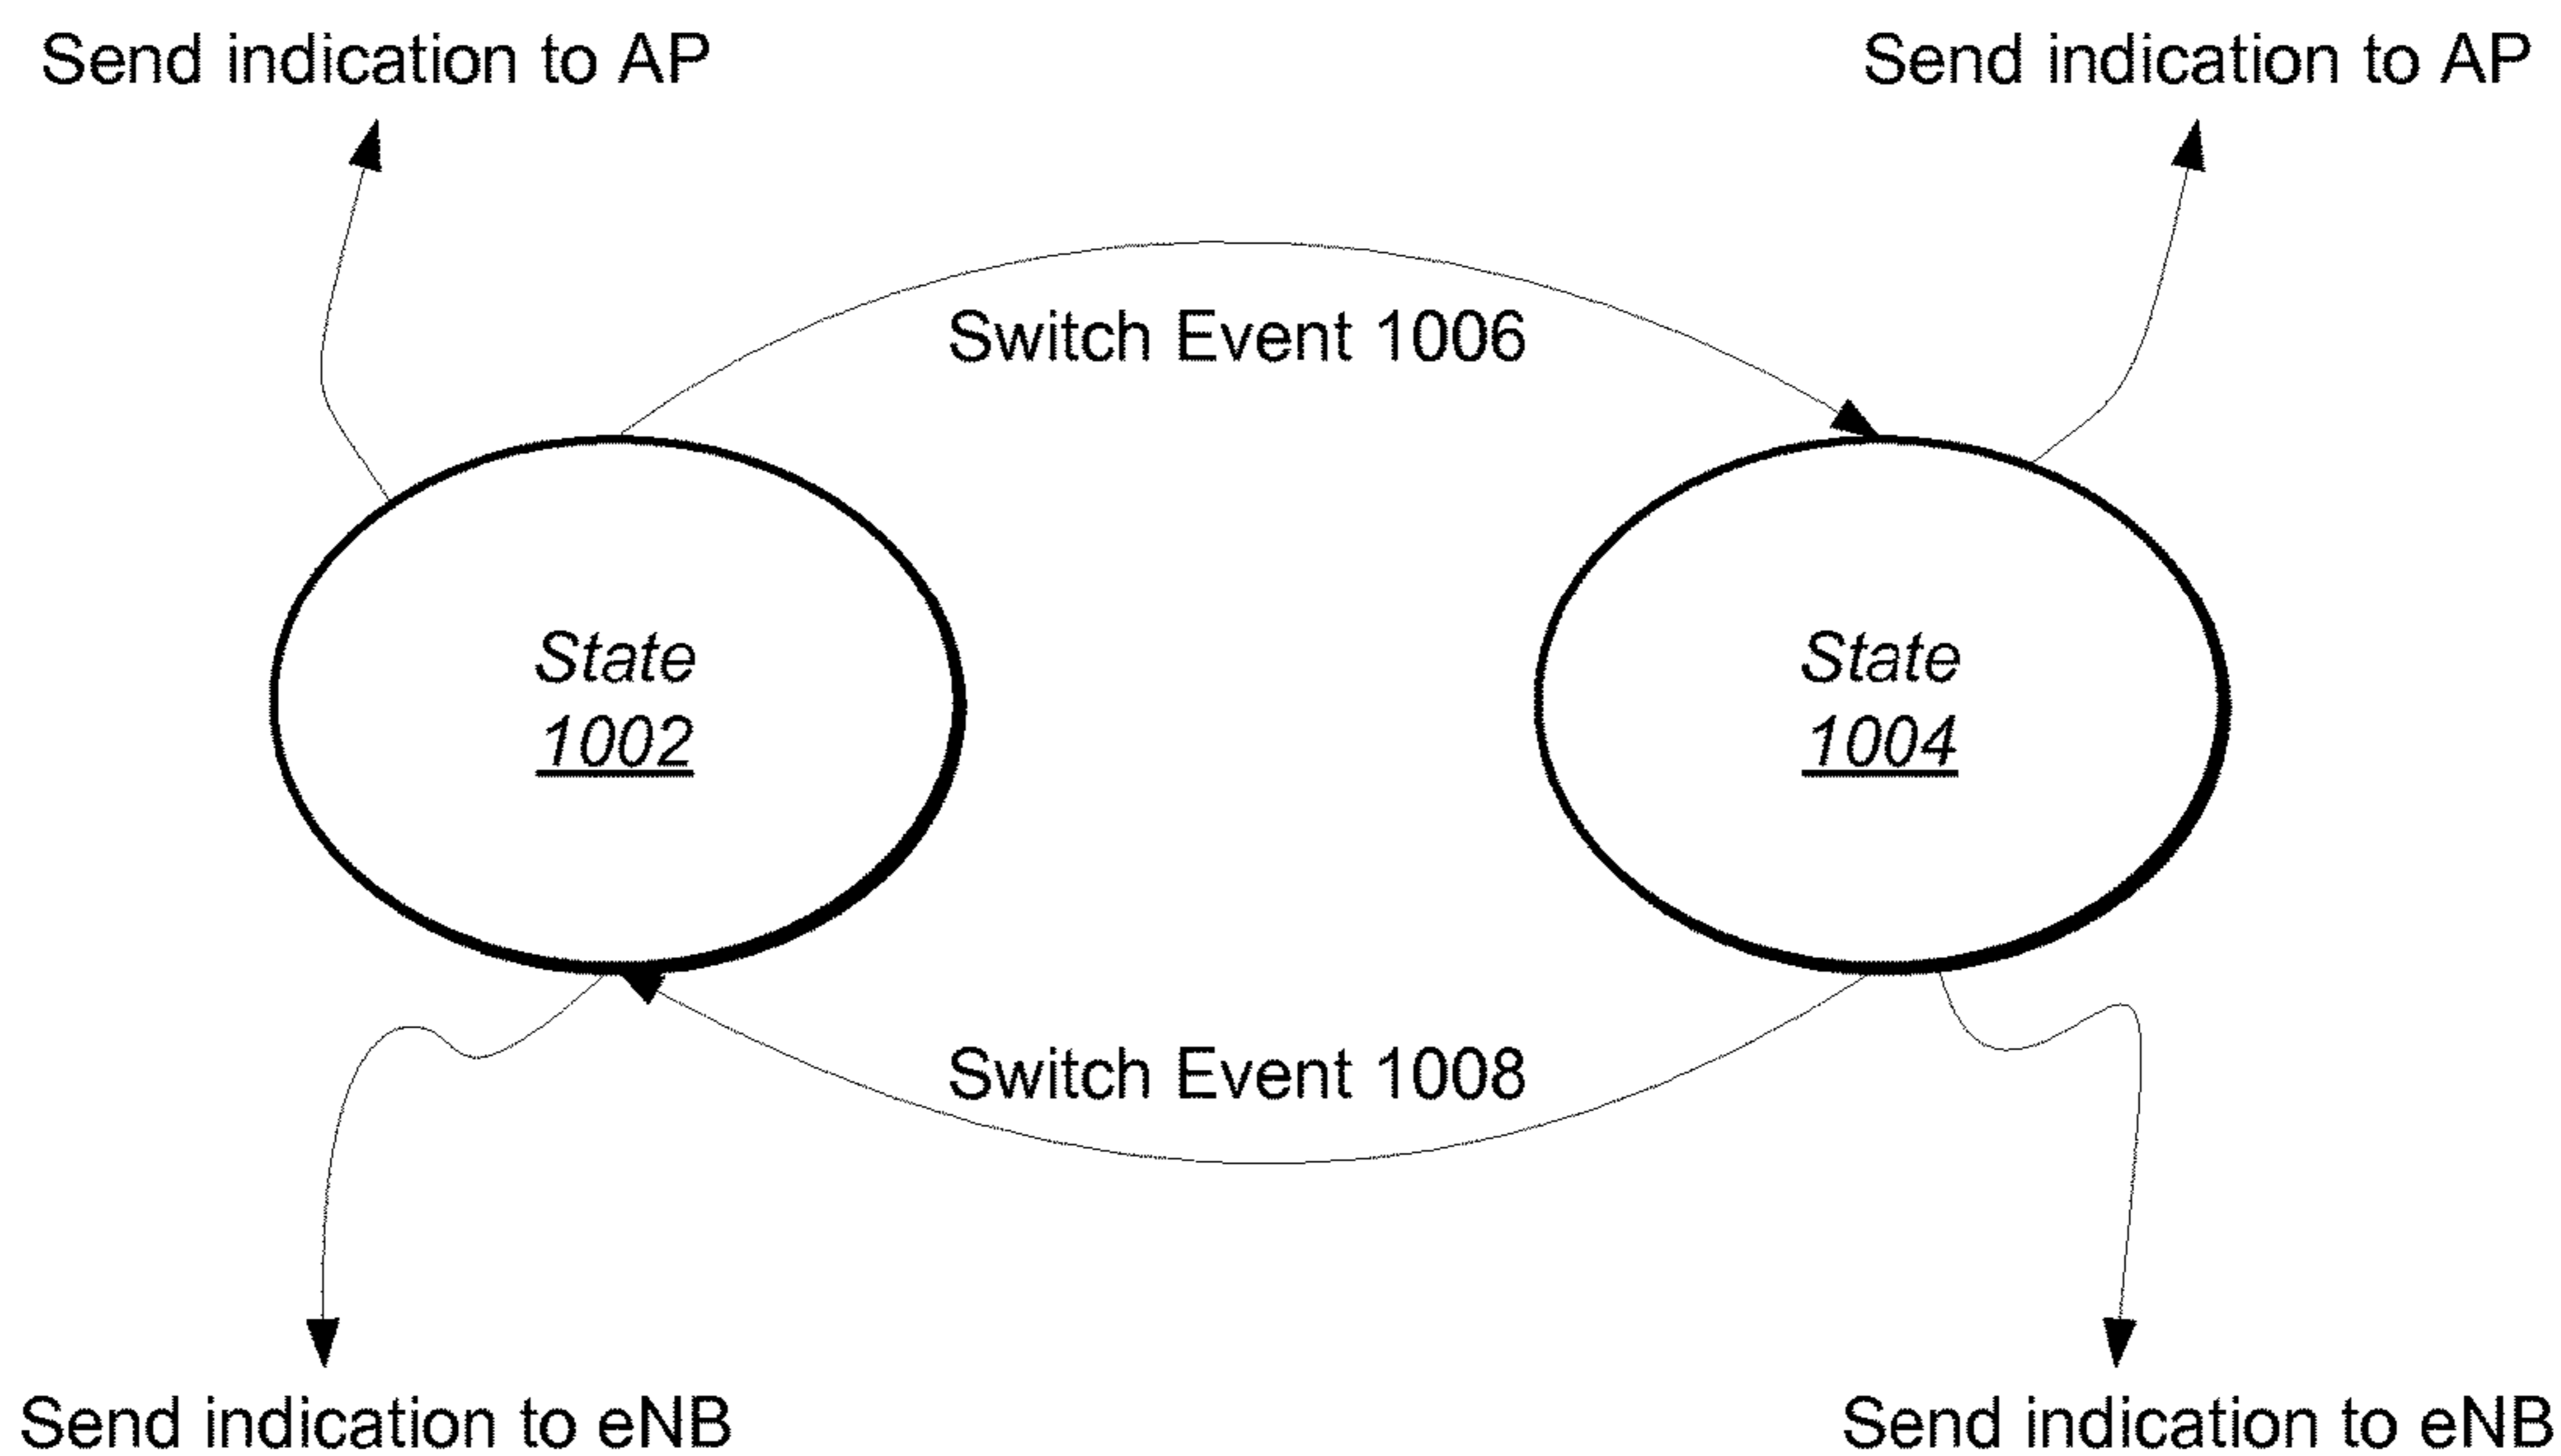 Send indication to AP
Send indication to AP
Switch Event 1006
State
1002
State
1004
Switch Event 1008
Send indication to eNB
Send indication to eNB